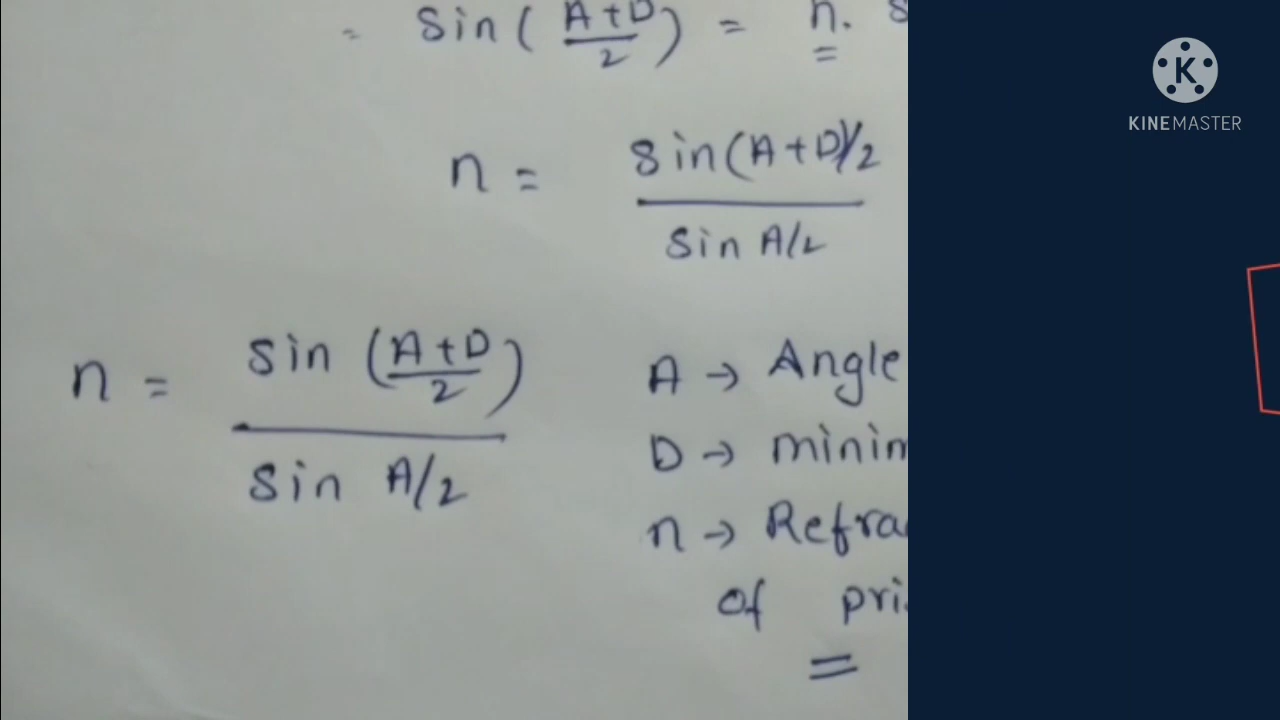 = Sin ( A+D/2 ) = n.
n = sin(A+D)/2 / sin A/2
n = sin ( A+D/2 ) / sin A/2
A → Angle
D → minim
n → Refra
of pri
=
KINEMASTER